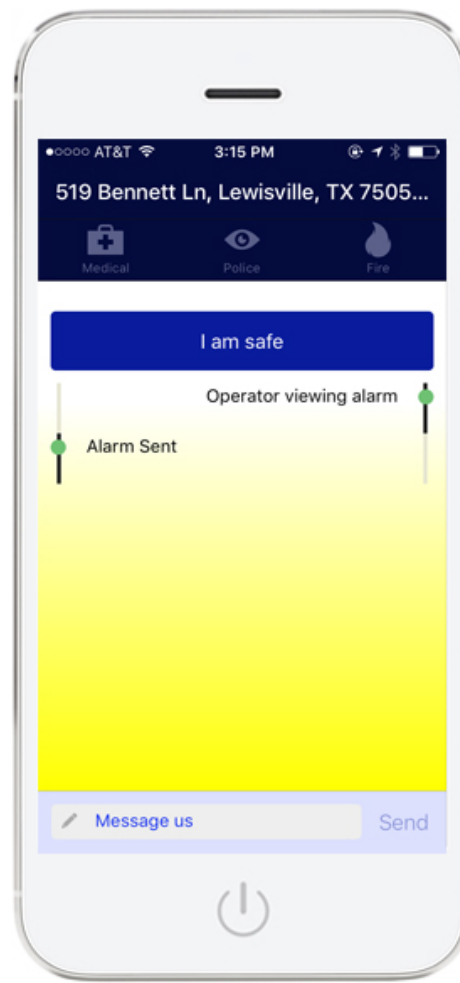 AT&T 3:15 PM
519 Bennett Ln, Lewisville, TX 7505...
Medical Police Fire
I am safe
Operator viewing alarm
Alarm Sent
Message us Send